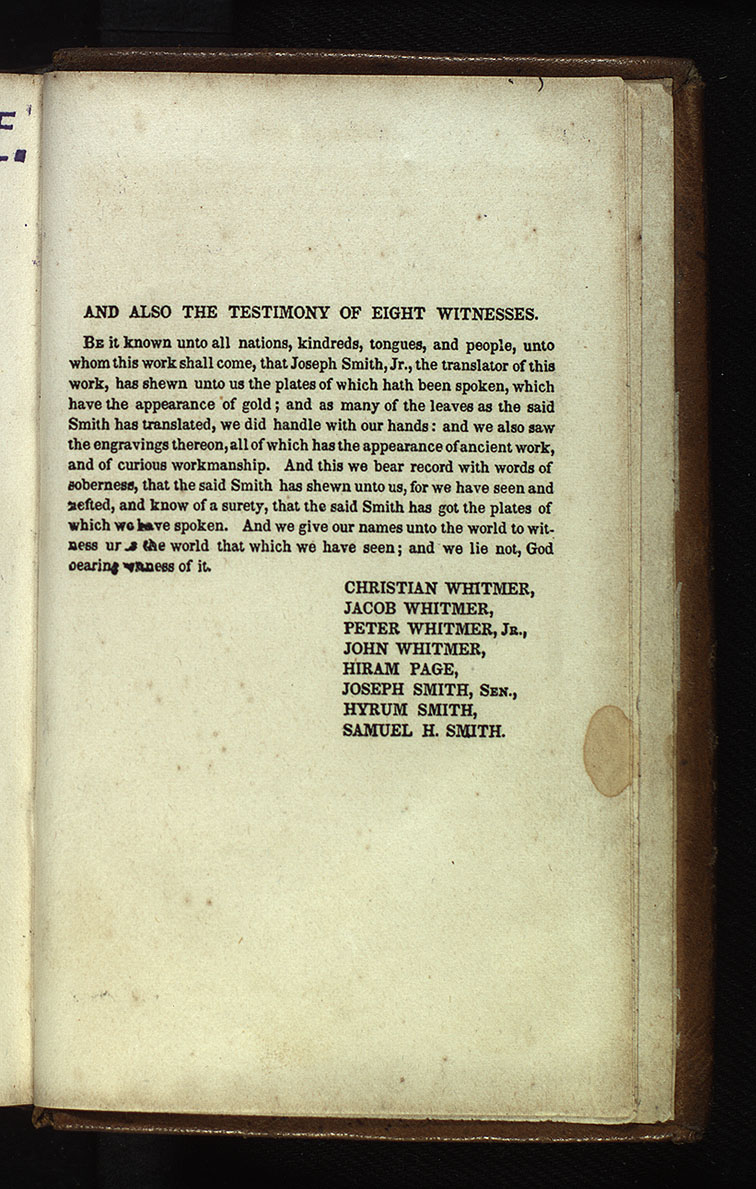 AND ALSO THE TESTIMONY OF EIGHT WITNESSES.
BE it known unto all nations, kindreds, tongues, and people, unto
whom this work shall come, that Joseph Smith, Jr., the translator of this
work, has shewn unto us the plates of which hath been spoken, which
have the appearance of gold; and as many of the leaves as the said
Smith has translated, we did handle with our hands: and we also saw
the engravings thereon, all of which has the appearance of ancient work,
and of curious workmanship. And this we bear record with words of
soberness, that the said Smith has shewn unto us, for we have seen and
hefted, and know of a surety, that the said Smith has got the plates of
which we have spoken. And we give our names unto the world to wit-
ness the world that which we have seen; and we lie not, God
bearing witness of it.
CHRISTIAN WHITMER,
JACOB WHITMER,
PETER WHITMER, JR.,
JOHN WHITMER,
HIRAM PAGE,
JOSEPH SMITH, SEN.,
HYRUM SMITH,
SAMUEL H. SMITH.